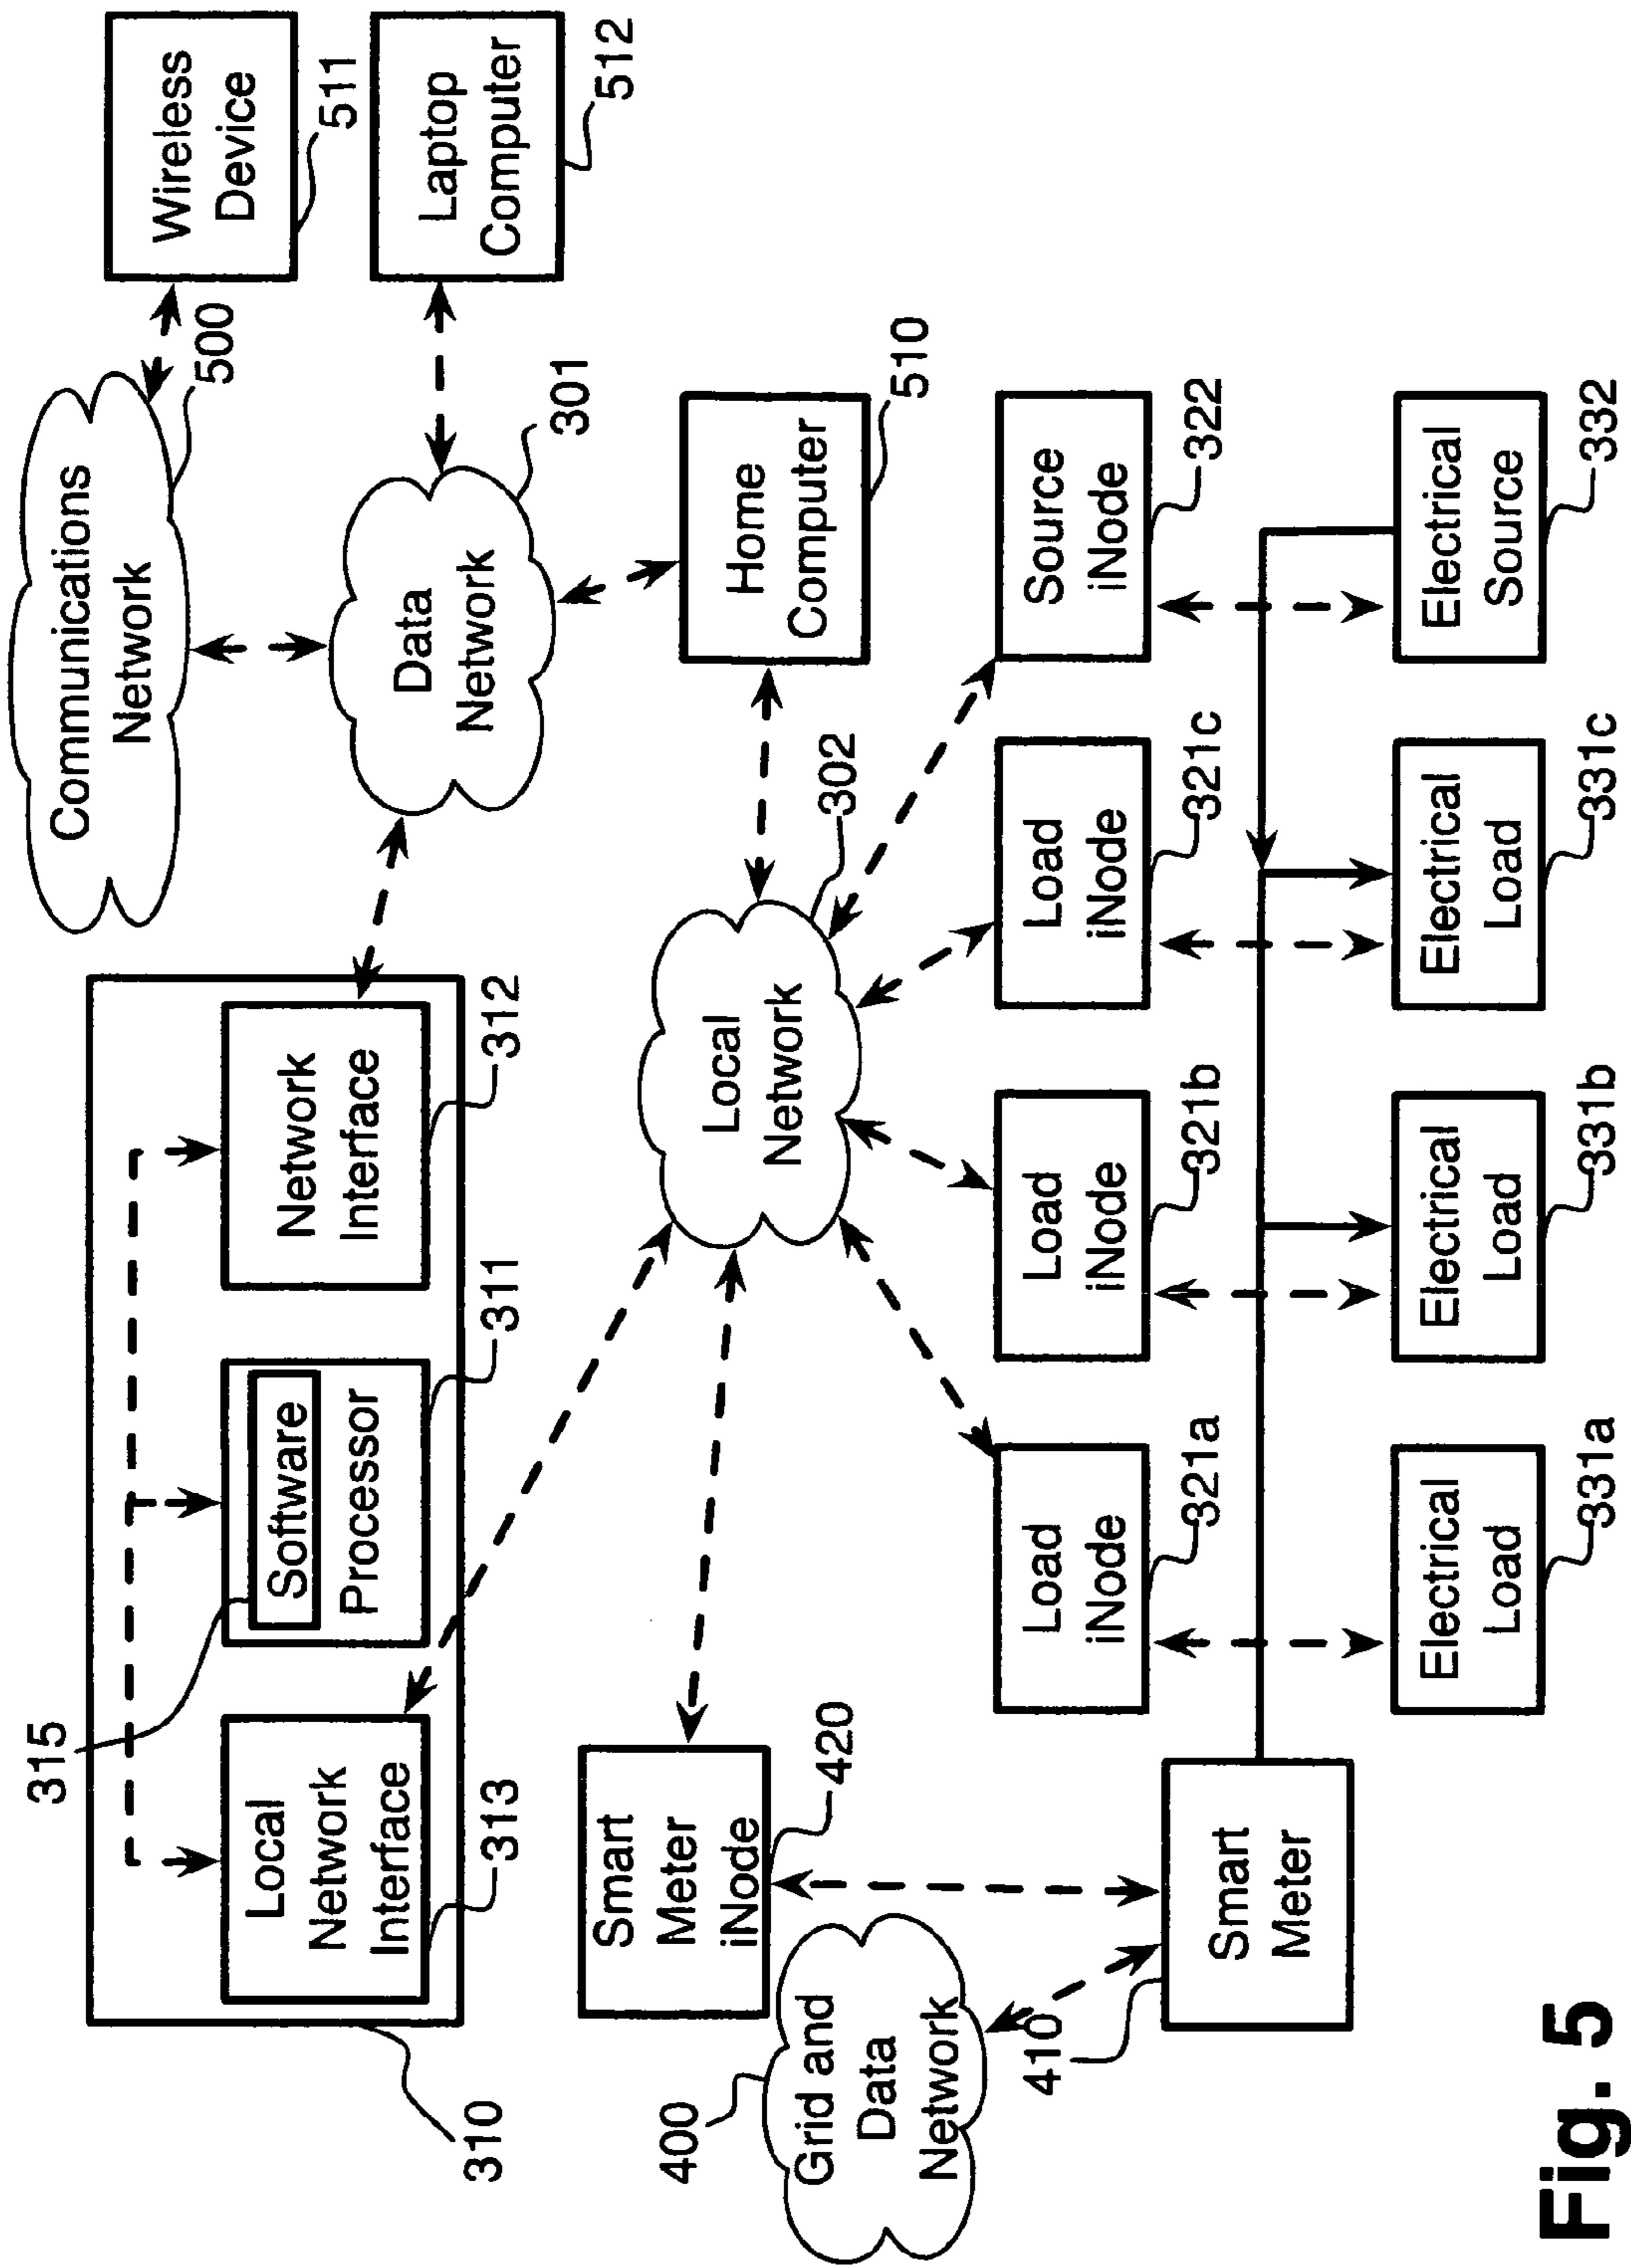 Communications
Network
500
Wireless
Device
511
Data
Network
301
Laptop
Computer
512
315
Local
Network
Interface
313
Software
Processor
311
Network
Interface
312
310
Home
Computer
510
Local
Network
302
Smart
Meter
iNode
420
400
Grid and
Data
Network
410
Smart
Meter
Load
iNode
321a
Load
iNode
321b
Load
iNode
321c
Source
iNode
322
Electrical
Load
331a
Electrical
Load
331b
Electrical
Load
331c
Electrical
Source
332
Fig. 5